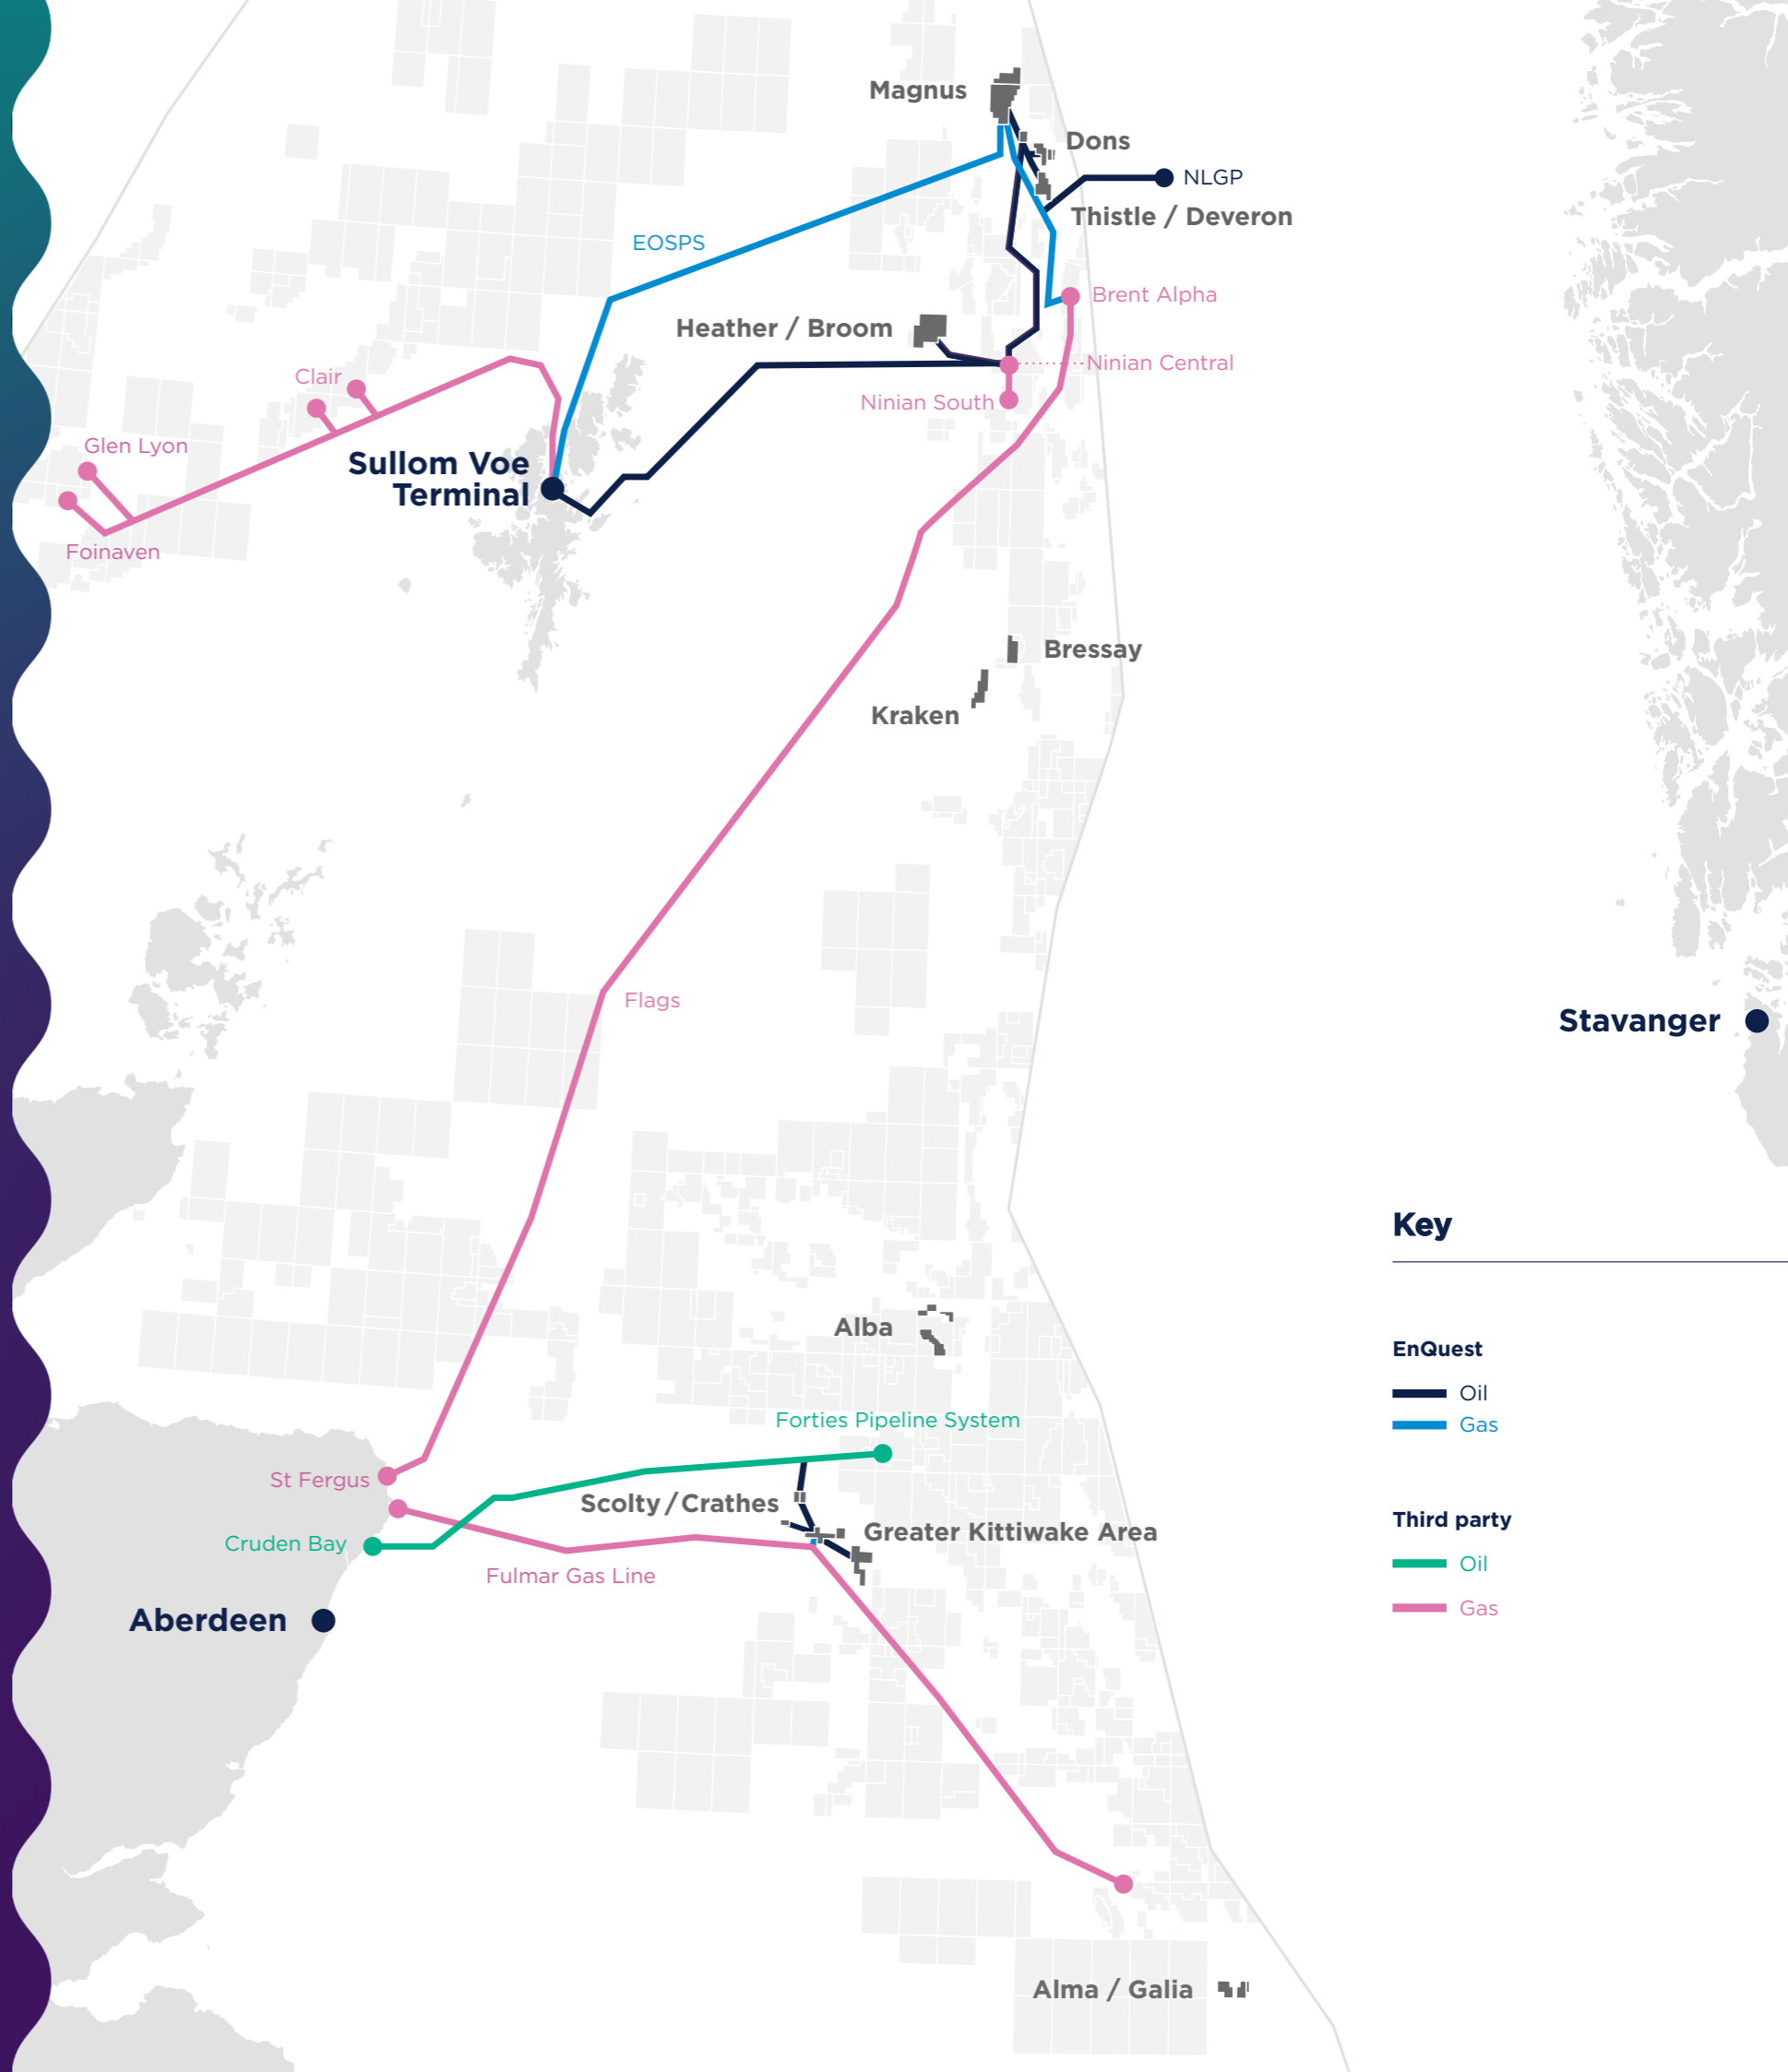 Magnus
Dons
NLGP
Thistle / Deveron
EOSPS
Brent Alpha
Heather / Broom
Ninian Central
Clair
Ninian South
Glen Lyon
Sullom Voe
Terminal
Foinaven
Bressay
Kraken
Flags
Stavanger
Key
Alba
EnQuest
Oil
Gas
Forties Pipeline System
St Fergus
Scolty / Crathes
Greater Kittiwake Area
Cruden Bay
Third party
Oil
Gas
Fulmar Gas Line
Aberdeen
Alma / Galia